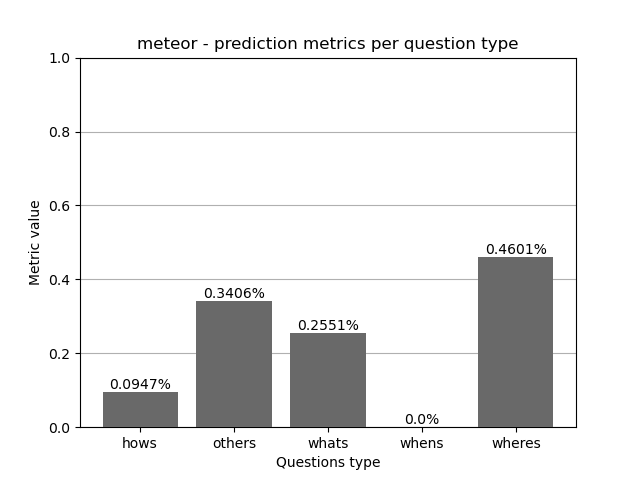 meteor - prediction metrics per question type
1.0
0.8
0.6
0.4
0.2
0.0
Metric value
0.0947%
0.3406%
0.2551%
0.0%
0.4601%
hows others whats whens wheres
Questions type